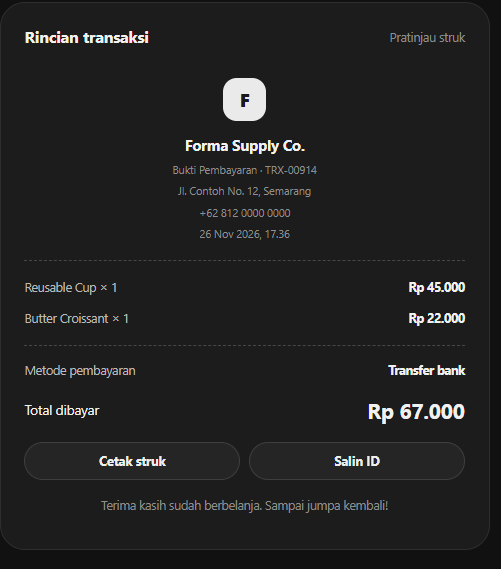 Rincian transaksi
Pratinjau struk
F
Forma Supply Co.
Bukti Pembayaran · TRX-00914
Jl. Contoh No. 12, Semarang
+62 812 0000 0000
26 Nov 2026, 17.36
Reusable Cup × 1 Rp 45.000
Butter Croissant × 1 Rp 22.000
Metode pembayaran Transfer bank
Total dibayar Rp 67.000
Cetak struk
Salin ID
Terima kasih sudah berbelanja. Sampai jumpa kembali!